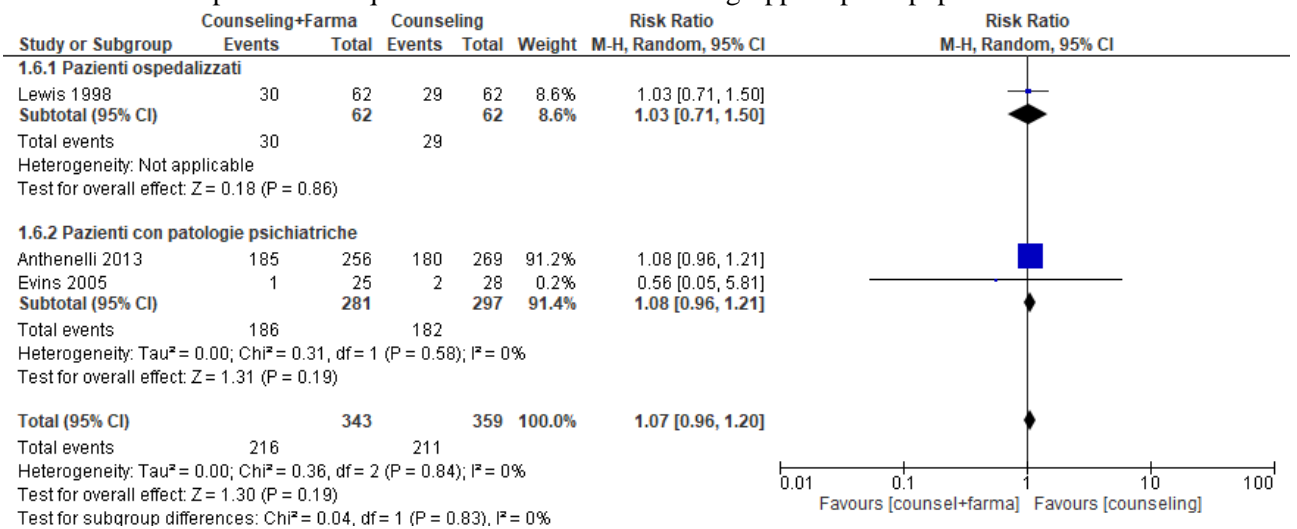 Counseling+Farma Counseling Risk Ratio Risk Ratio
Study or Subgroup Events Total Events Total Weight M-H, Random, 95% CI M-H, Random, 95% CI
1.6.1 Pazienti ospedalizzati
Lewis 1998 30 62 29 62 8.6% 1.03 [0.71, 1.50]
Subtotal (95% CI) 62 62 8.6% 1.03 [0.71, 1.50]
Total events 30 29
Heterogeneity: Not applicable
Test for overall effect: Z = 0.18 (P = 0.86)
1.6.2 Pazienti con patologie psichiatriche
Anthenelli 2013 185 256 180 269 91.2% 1.08 [0.96, 1.21]
Evins 2005 1 25 2 28 0.2% 0.56 [0.05, 5.81]
Subtotal (95% CI) 281 297 91.4% 1.08 [0.96, 1.21]
Total events 186 182
Heterogeneity: Tau² = 0.00; Chi² = 0.31, df = 1 (P = 0.58); I² = 0%
Test for overall effect: Z = 1.31 (P = 0.19)
Total (95% CI) 343 359 100.0% 1.07 [0.96, 1.20]
Total events 216 211
Heterogeneity: Tau² = 0.00; Chi² = 0.36, df = 2 (P = 0.84); I² = 0%
Test for overall effect: Z = 1.30 (P = 0.19)
Test for subgroup differences: Chi² = 0.04, df = 1 (P = 0.83), I² = 0%
0.01 0.1 1 10 100
Favours [counsel+farma] Favours [counseling]